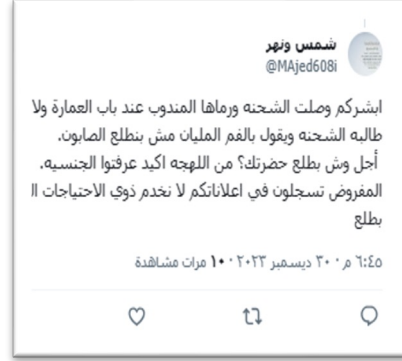 شمس ونهر
@MAjed608i
ابشركم وصلت الشحنه ورماها المندوب عند باب العمارة ولا
طالبه الشحنه ويقول بالفم المليان مش بنطلع الصابون.
أجل وش بطلع حضرتك؟ من اللهجه اكيد عرفتوا الجنسيه.
المفروض تسجلون في اعلاناتكم لا نخدم ذوي الاحتياجات ال
بطلع
٦:٤٥ م · ٣٠ ديسمبر ٢٠٢٣ · ١٠ مرات مشاهدة